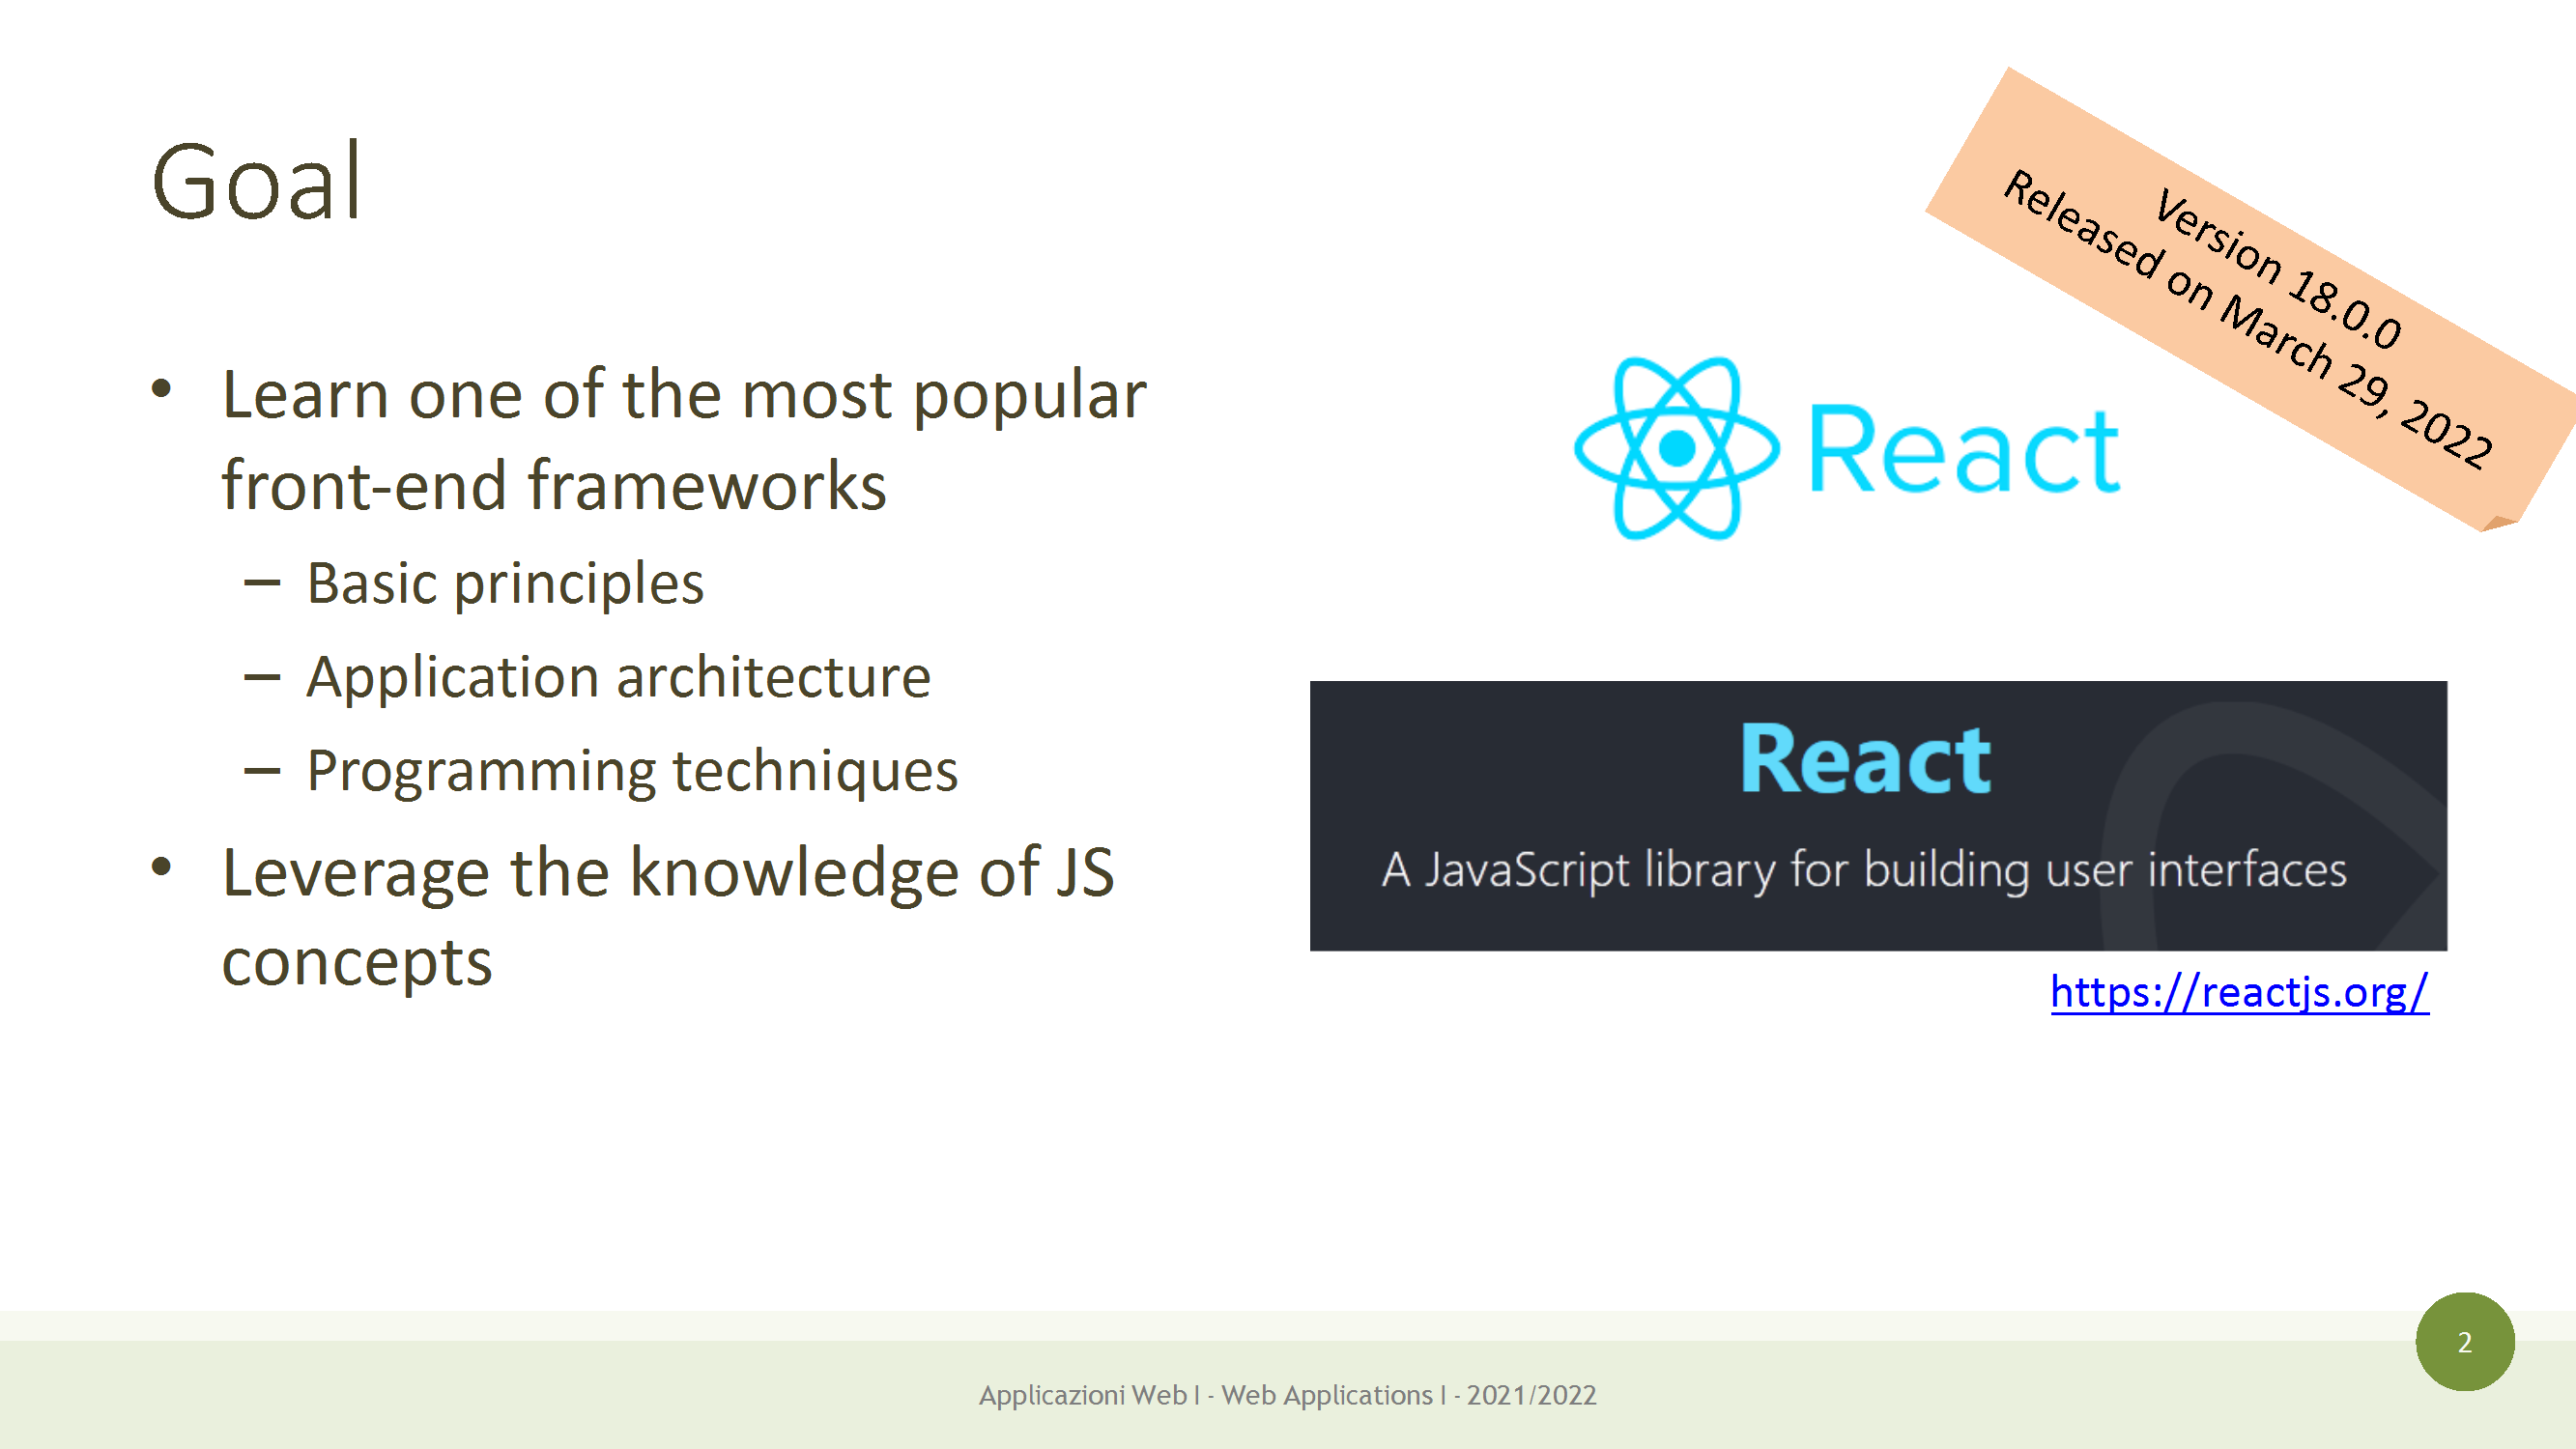 Goal
Version 18.0.0
Released on March 29, 2022
• Learn one of the most popular
front-end frameworks
– Basic principles
– Application architecture
– Programming techniques
• Leverage the knowledge of JS
concepts
React
React
A JavaScript library for building user interfaces
https://reactjs.org/
2
Applicazioni Web I - Web Applications I - 2021/2022